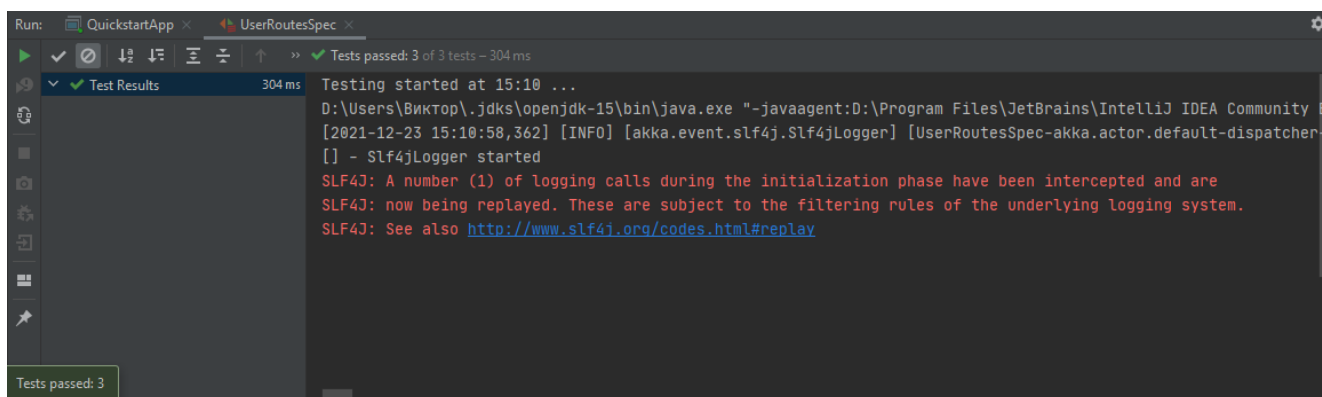 Run: QuickstartApp UserRoutesSpec
Tests passed: 3 of 3 tests – 304 ms
Test Results 304 ms
Testing started at 15:10 ...
D:\Users\Виктор\.jdks\openjdk-15\bin\java.exe "-javaagent:D:\Program Files\JetBrains\IntelliJ IDEA Community
[2021-12-23 15:10:58,362] [INFO] [akka.event.slf4j.Slf4jLogger] [UserRoutesSpec-akka.actor.default-dispatcher-
[] - Slf4jLogger started
SLF4J: A number (1) of logging calls during the initialization phase have been intercepted and are
SLF4J: now being replayed. These are subject to the filtering rules of the underlying logging system.
SLF4J: See also http://www.slf4j.org/codes.html#replay
Tests passed: 3